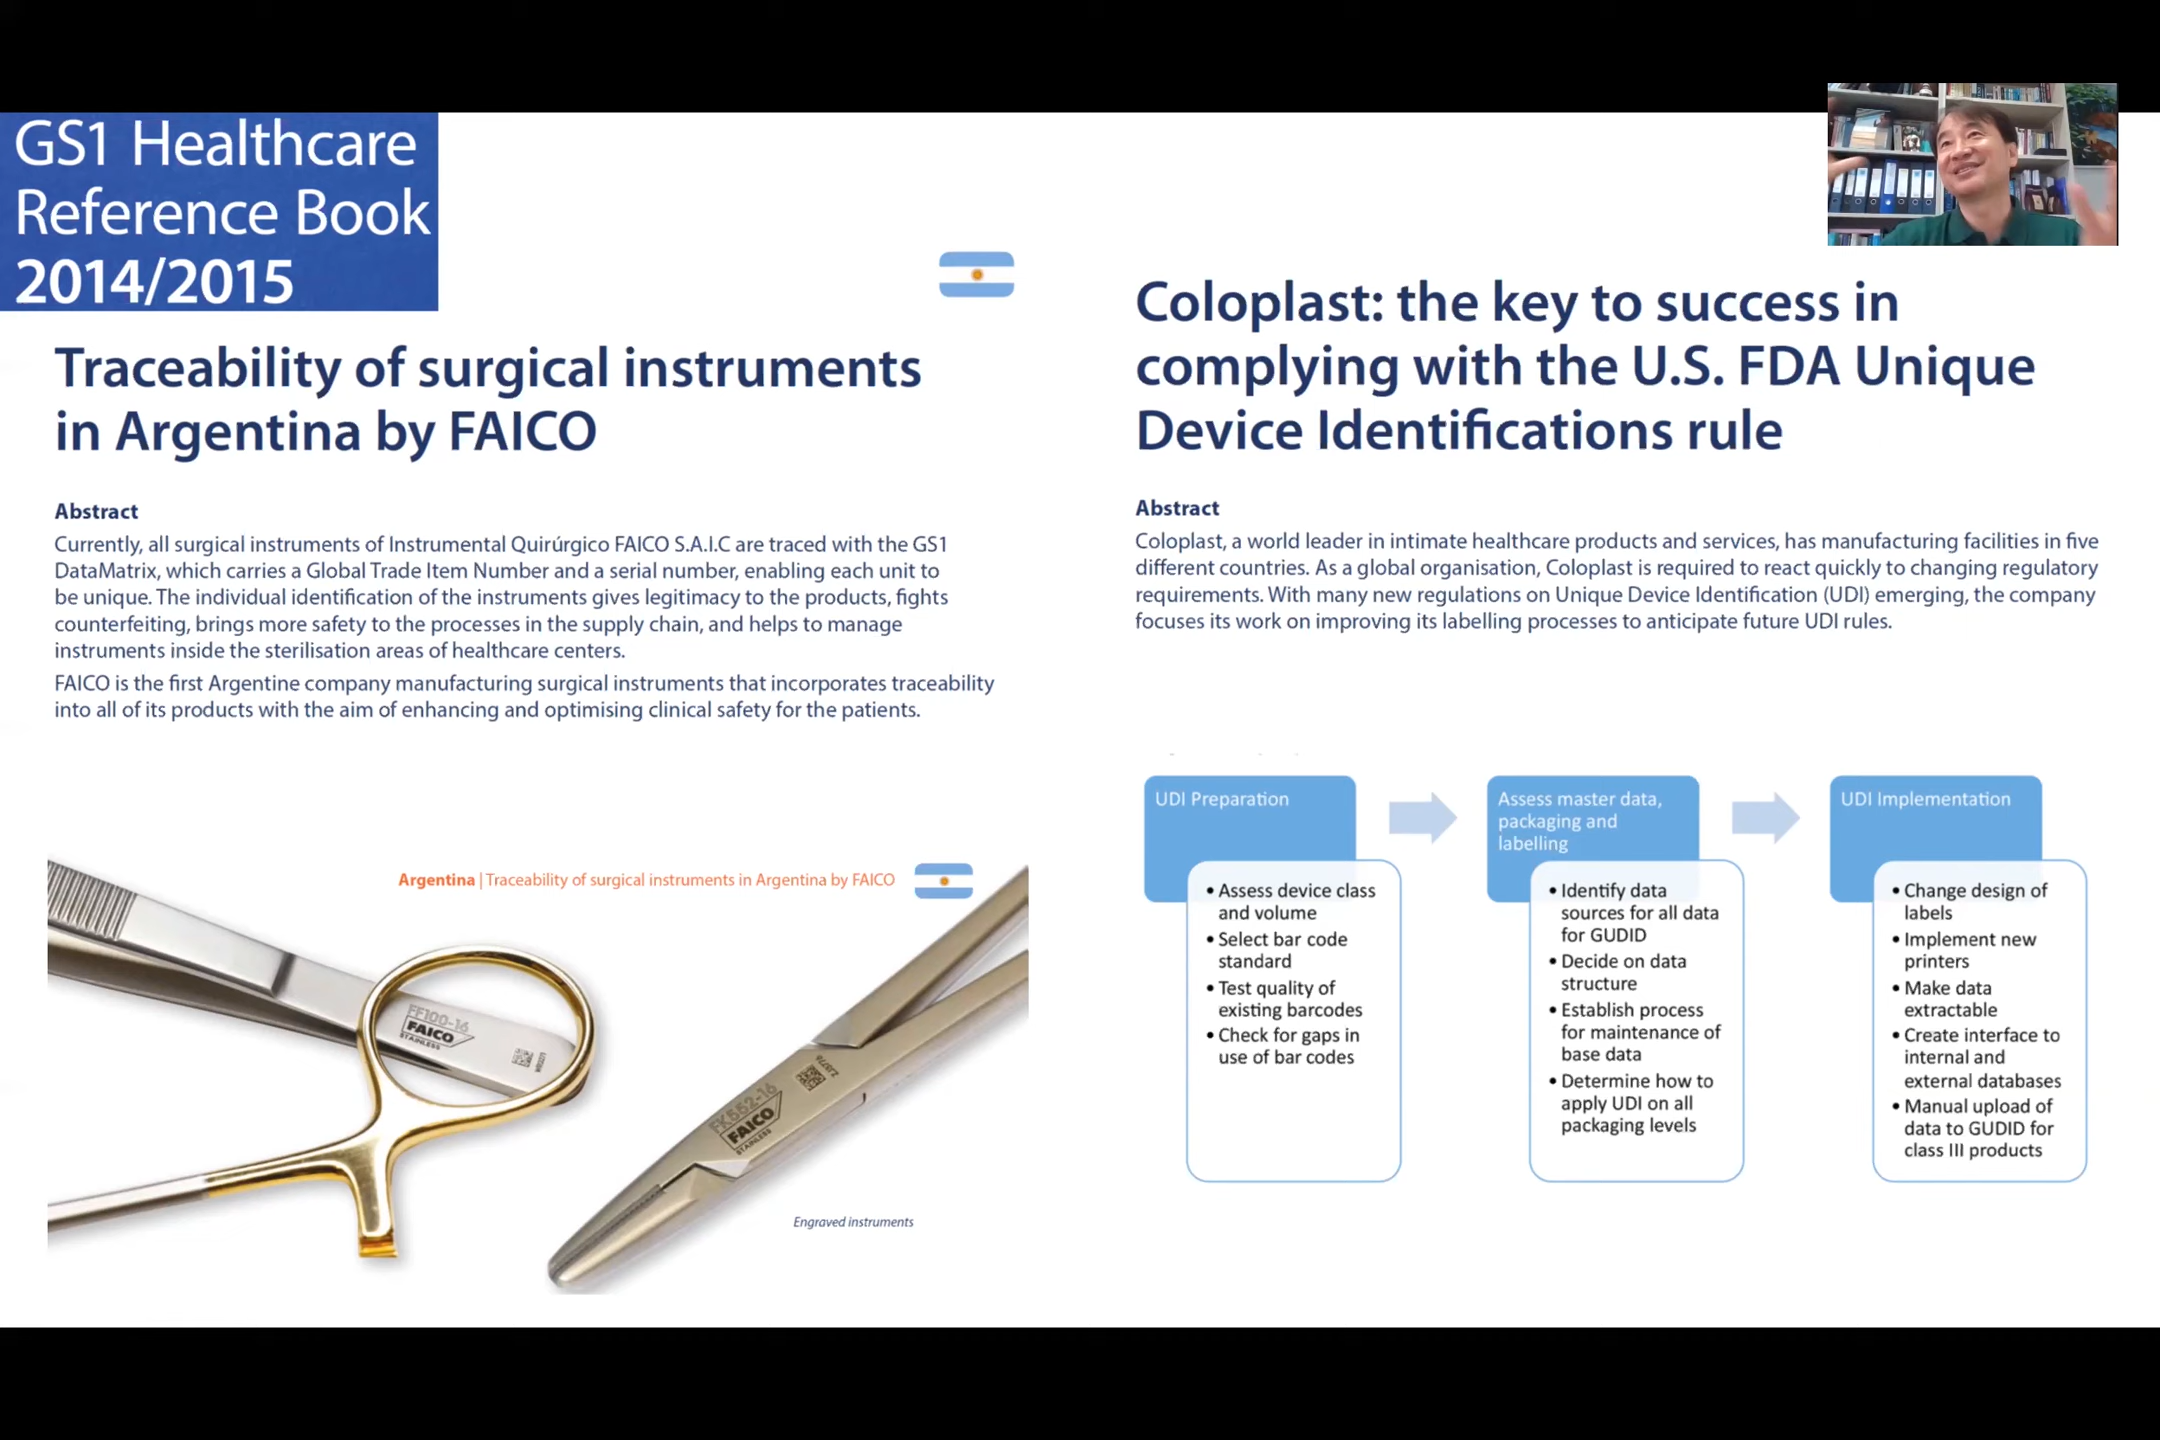 GS1 Healthcare
Reference Book
2014/2015
Traceability of surgical instruments
in Argentina by FAICO
Abstract
Currently, all surgical instruments of Instrumental Quirúrgico FAICO S.A.I.C are traced with the GS1
DataMatrix, which carries a Global Trade Item Number and a serial number, enabling each unit to
be unique. The individual identification of the instruments gives legitimacy to the products, fights
counterfeiting, brings more safety to the processes in the supply chain, and helps to manage
instruments inside the sterilisation areas of healthcare centers.
FAICO is the first Argentine company manufacturing surgical instruments that incorporates traceability
into all of its products with the aim of enhancing and optimising clinical safety for the patients.
Argentina | Traceability of surgical instruments in Argentina by FAICO
FF100-16
FAICO
STAINLESS
FK552-16
FAICO
STAINLESS
Engraved instruments
Coloplast: the key to success in
complying with the U.S. FDA Unique
Device Identifications rule
Abstract
Coloplast, a world leader in intimate healthcare products and services, has manufacturing facilities in five
different countries. As a global organisation, Coloplast is required to react quickly to changing regulatory
requirements. With many new regulations on Unique Device Identification (UDI) emerging, the company
focuses its work on improving its labelling processes to anticipate future UDI rules.
UDI Preparation
• Assess device class
and volume
• Select bar code
standard
• Test quality of
existing barcodes
• Check for gaps in
use of bar codes
Assess master data,
packaging and
labelling
• Identify data
sources for all data
for GUDID
• Decide on data
structure
• Establish process
for maintenance of
base data
• Determine how to
apply UDI on all
packaging levels
UDI Implementation
• Change design of
labels
• Implement new
printers
• Make data
extractable
• Create interface to
internal and
external databases
• Manual upload of
data to GUDID for
class III products